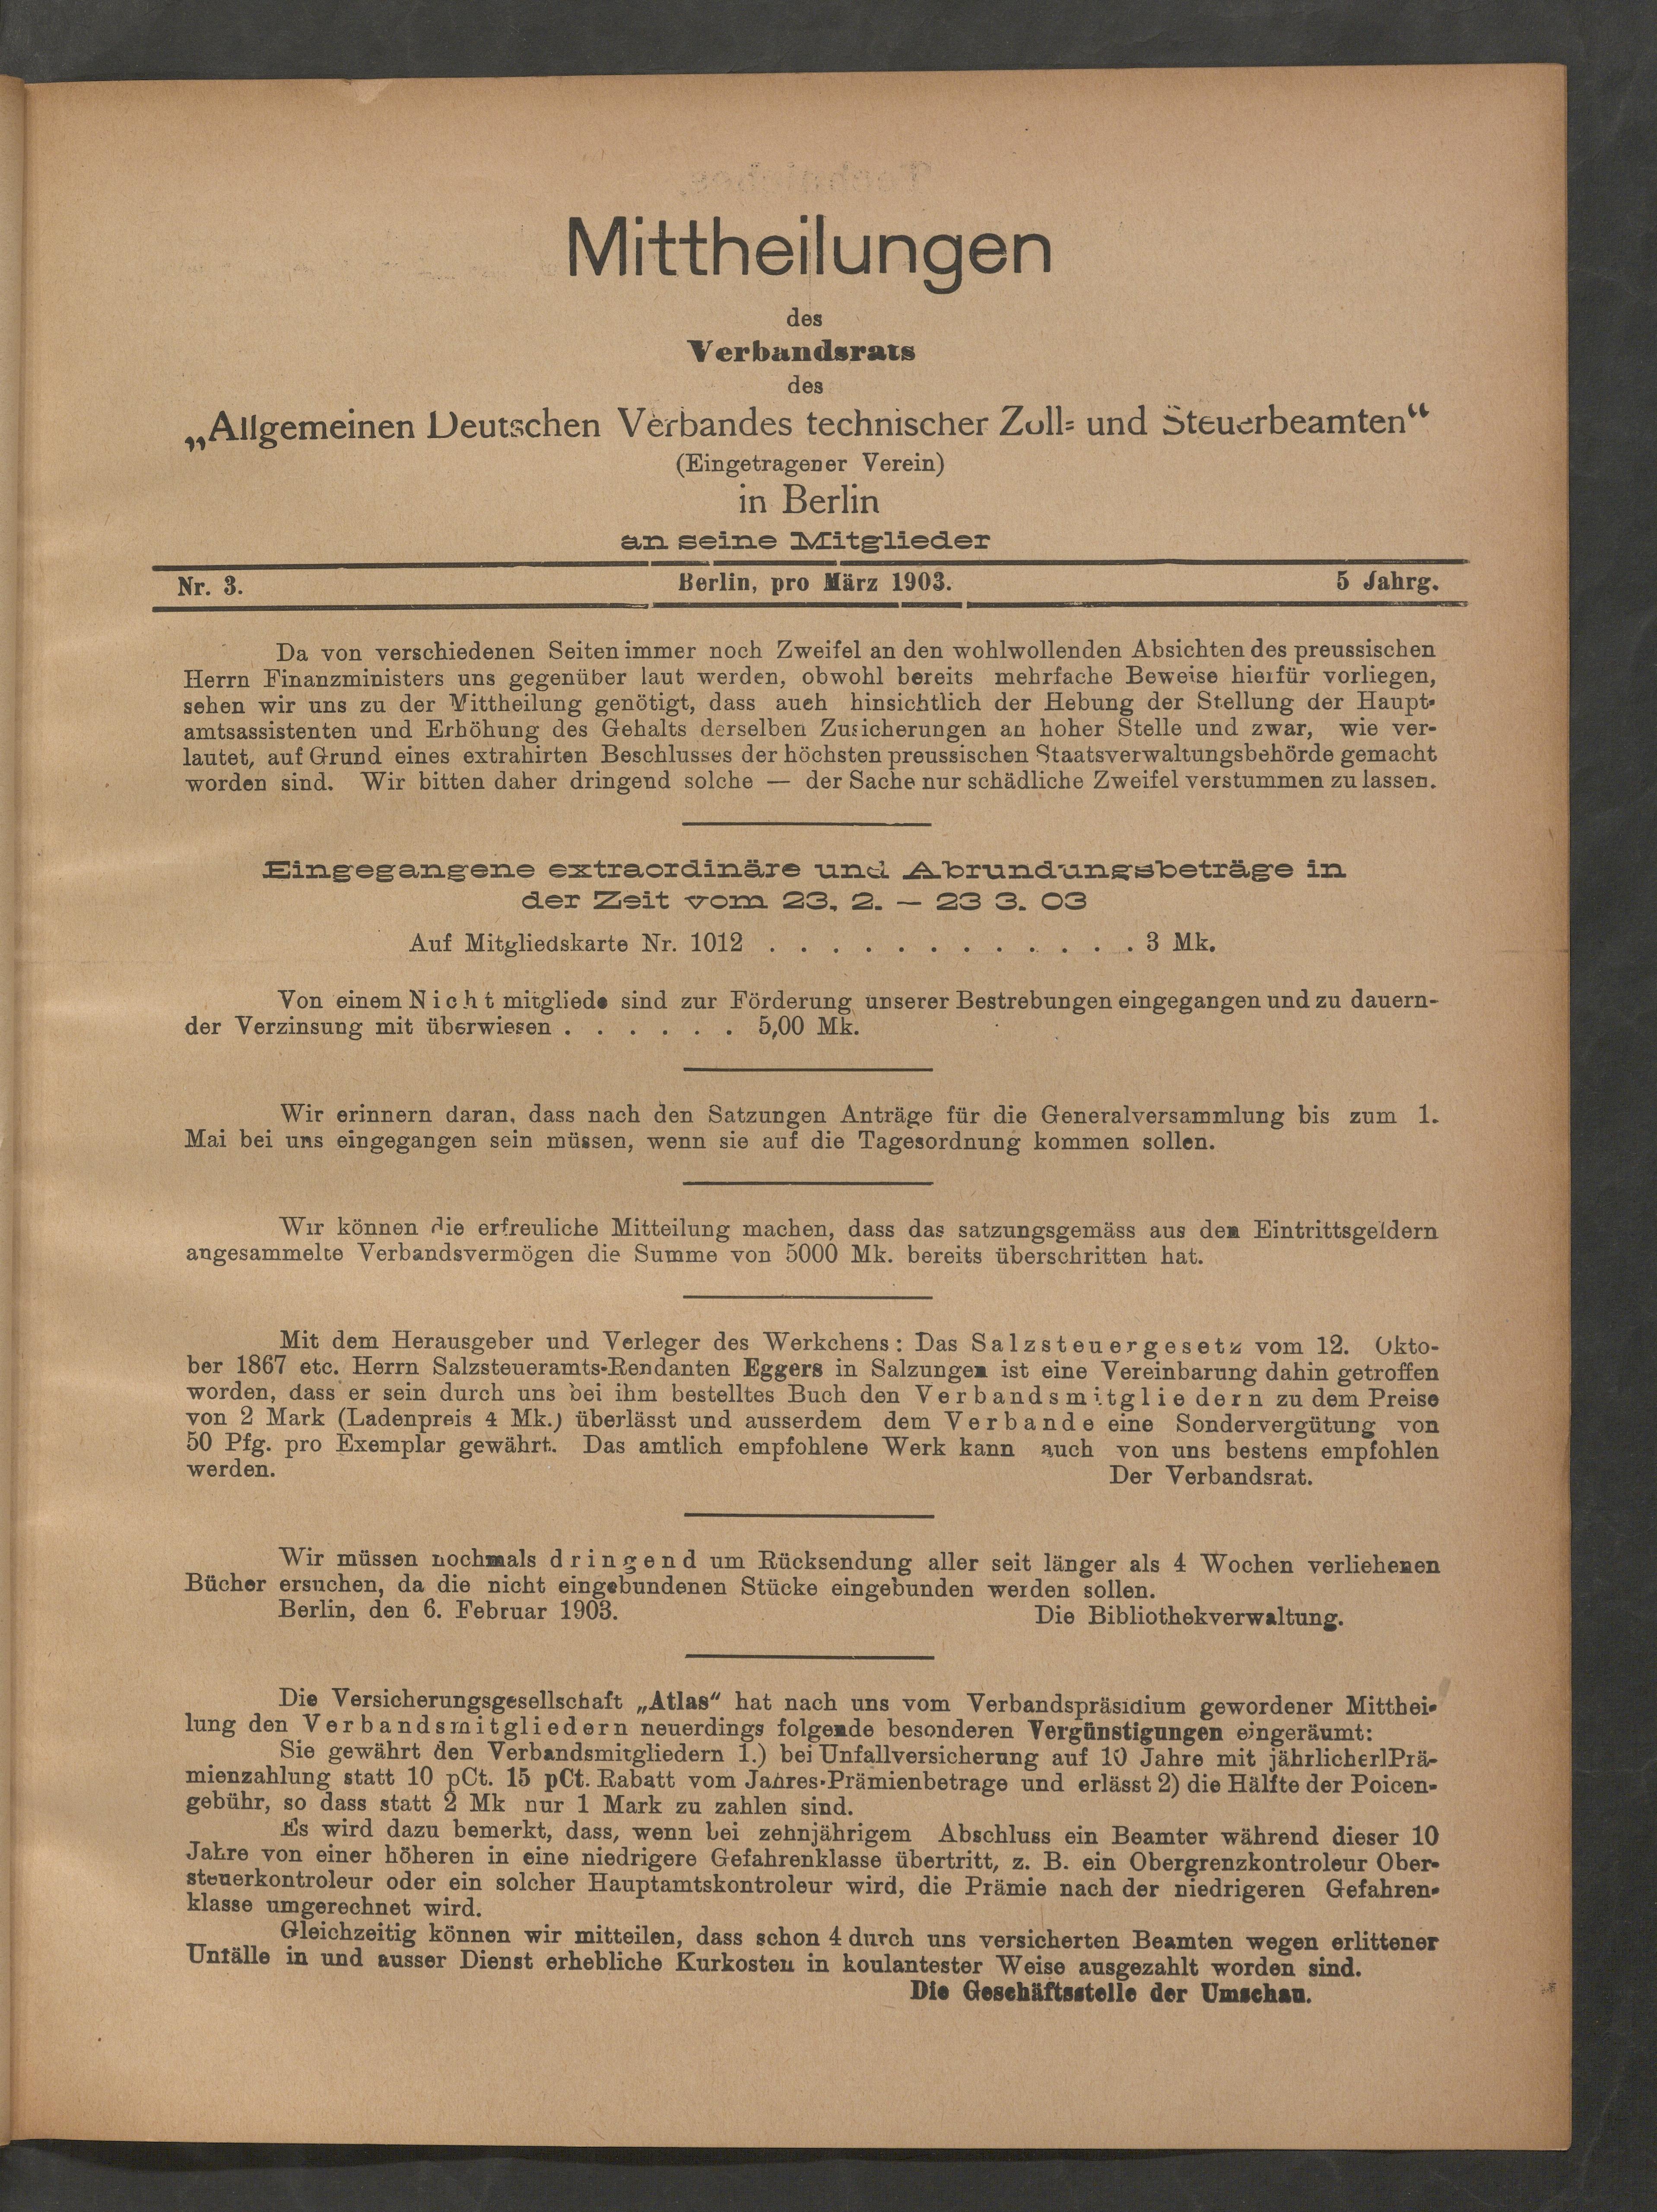 Mittheilungen
des
Verbandsrats
des
„Allgemeinen Deutschen Verbandes technischer Zoll= und Steuerbeamten“
(Eingetragener Verein)
in Berlin
an seine Mitglieder
Nr. 3. Berlin, pro März 1903. 5 Jahrg.
Da von verschiedenen Seiten immer noch Zweifel an den wohlwollenden Absichten des preussischen
Herrn Finanzministers uns gegenüber laut werden, obwohl bereits mehrfache Beweise hierfür vorliegen,
sehen wir uns zu der Mittheilung genötigt, dass auch hinsichtlich der Hebung der Stellung der Haupt-
amtsassistenten und Erhöhung des Gehalts derselben Zusicherungen an hoher Stelle und zwar, wie ver-
lautet, auf Grund eines extrahirten Beschlusses der höchsten preussischen Staatsverwaltungsbehörde gemacht
worden sind. Wir bitten daher dringend solche — der Sache nur schädliche Zweifel verstummen zu lassen.
Eingegangene extraordinäre und Abrundungsbeträge in
der Zeit vom 23. 2. — 23 3. 03
Auf Mitgliedskarte Nr. 1012 . . . . . . . . . . . . 3 Mk.
Von einem Nichtmitgliede sind zur Förderung unserer Bestrebungen eingegangen und zu dauern-
der Verzinsung mit überwiesen . . . . . . 5,00 Mk.
Wir erinnern daran, dass nach den Satzungen Anträge für die Generalversammlung bis zum 1.
Mai bei uns eingegangen sein müssen, wenn sie auf die Tagesordnung kommen sollen.
Wir können die erfreuliche Mitteilung machen, dass das satzungsgemäss aus den Eintrittsgeldern
angesammelte Verbandsvermögen die Summe von 5000 Mk. bereits überschritten hat.
Mit dem Herausgeber und Verleger des Werkchens: Das Salzsteuergesetz vom 12. Okto-
ber 1867 etc. Herrn Salzsteueramts-Rendanten Eggers in Salzungen ist eine Vereinbarung dahin getroffen
worden, dass er sein durch uns bei ihm bestelltes Buch den Verbandsmitgliedern zu dem Preise
von 2 Mark (Ladenpreis 4 Mk.) überlässt und ausserdem dem Verbande eine Sondervergütung von
50 Pfg. pro Exemplar gewährt. Das amtlich empfohlene Werk kann auch von uns bestens empfohlen
werden. Der Verbandsrat.
Wir müssen nochmals dringend um Rücksendung aller seit länger als 4 Wochen verliehenen
Bücher ersuchen, da die nicht eingebundenen Stücke eingebunden werden sollen.
Berlin, den 6. Februar 1903. Die Bibliothekverwaltung.
Die Versicherungsgesellschaft „Atlas“ hat nach uns vom Verbandspräsidium gewordener Mitthei-
lung den Verbandsmitgliedern neuerdings folgende besonderen Vergünstigungen eingeräumt:
Sie gewährt den Verbandsmitgliedern 1.) bei Unfallversicherung auf 10 Jahre mit jährlicherlPrä-
mienzahlung statt 10 pCt. 15 pCt. Rabatt vom Jahres-Prämienbetrage und erlässt 2) die Hälfte der Poicen-
gebühr, so dass statt 2 Mk nur 1 Mark zu zahlen sind.
Es wird dazu bemerkt, dass, wenn bei zehnjährigem Abschluss ein Beamter während dieser 10
Jahre von einer höheren in eine niedrigere Gefahrenklasse übertritt, z. B. ein Obergrenzkontroleur Ober-
steuerkontroleur oder ein solcher Hauptamtskontroleur wird, die Prämie nach der niedrigeren Gefahren-
klasse umgerechnet wird.
Gleichzeitig können wir mitteilen, dass schon 4 durch uns versicherten Beamten wegen erlittener
Unfälle in und ausser Dienst erhebliche Kurkosten in koulantester Weise ausgezahlt worden sind.
Die Geschäftsstelle der Umschau.